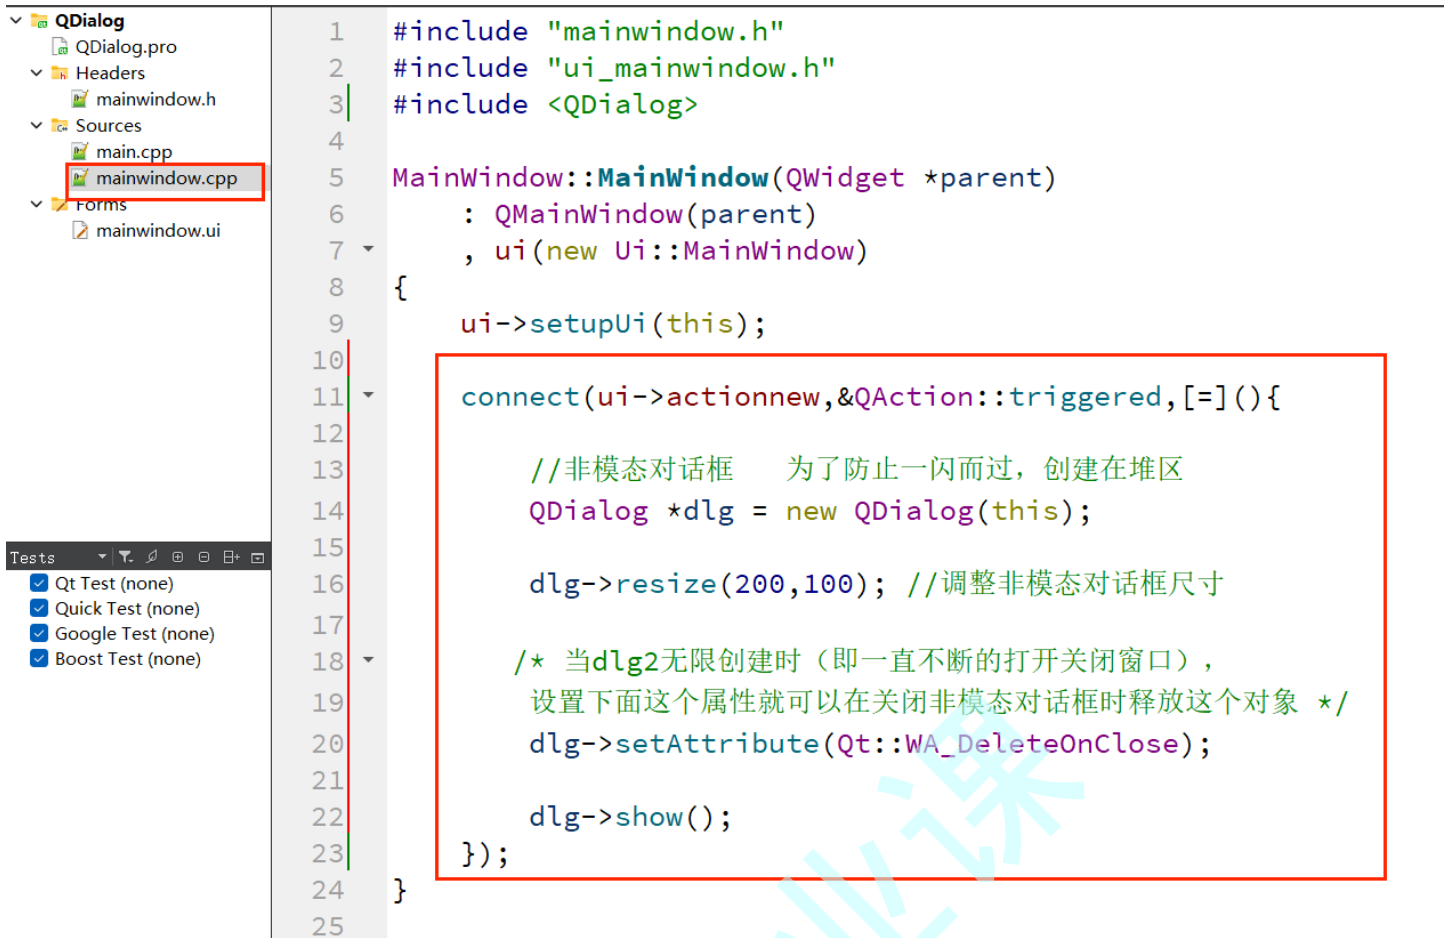 QDialog
QDialog.pro
Headers
mainwindow.h
Sources
main.cpp
mainwindow.cpp
Forms
mainwindow.ui
Tests
Qt Test (none)
Quick Test (none)
Google Test (none)
Boost Test (none)
1 #include "mainwindow.h"
2 #include "ui_mainwindow.h"
3 #include <QDialog>
4
5 MainWindow::MainWindow(QWidget *parent)
6 : QMainWindow(parent)
7 , ui(new Ui::MainWindow)
8 {
9 ui->setupUi(this);
10
11 connect(ui->actionnew,&QAction::triggered,[=](){
12
13 //非模态对话框 为了防止一闪而过，创建在堆区
14 QDialog *dlg = new QDialog(this);
15
16 dlg->resize(200,100); //调整非模态对话框尺寸
17
18 /* 当dlg2无限创建时（即一直不断的打开关闭窗口），
19 设置下面这个属性就可以在关闭非模态对话框时释放这个对象 */
20 dlg->setAttribute(Qt::WA_DeleteOnClose);
21
22 dlg->show();
23 });
24 }
25
业课